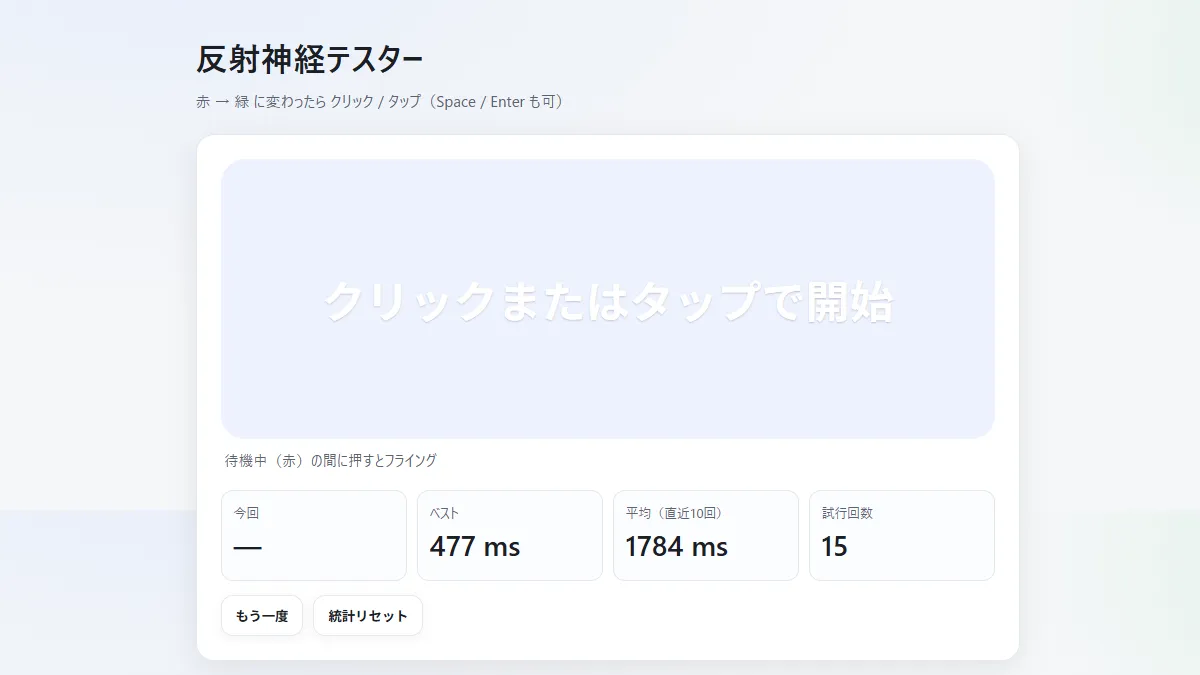 反射神経テスター
赤 → 緑 に変わったら クリック / タップ（Space / Enter も可）
クリックまたはタップで開始
待機中（赤）の間に押すとフライング
今回
—
ベスト
477 ms
平均（直近10回）
1784 ms
試行回数
15
もう一度
統計リセット